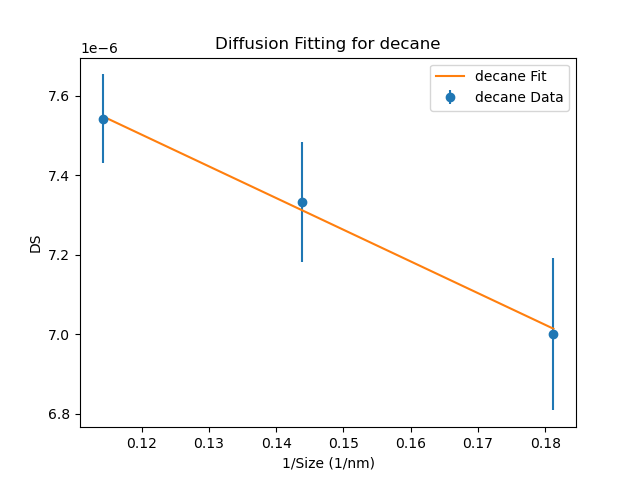 Diffusion Fitting for decane
1e−6
7.6
7.4
7.2
7.0
6.8
DS
decane Fit
decane Data
0.12 0.13 0.14 0.15 0.16 0.17 0.18
1/Size (1/nm)